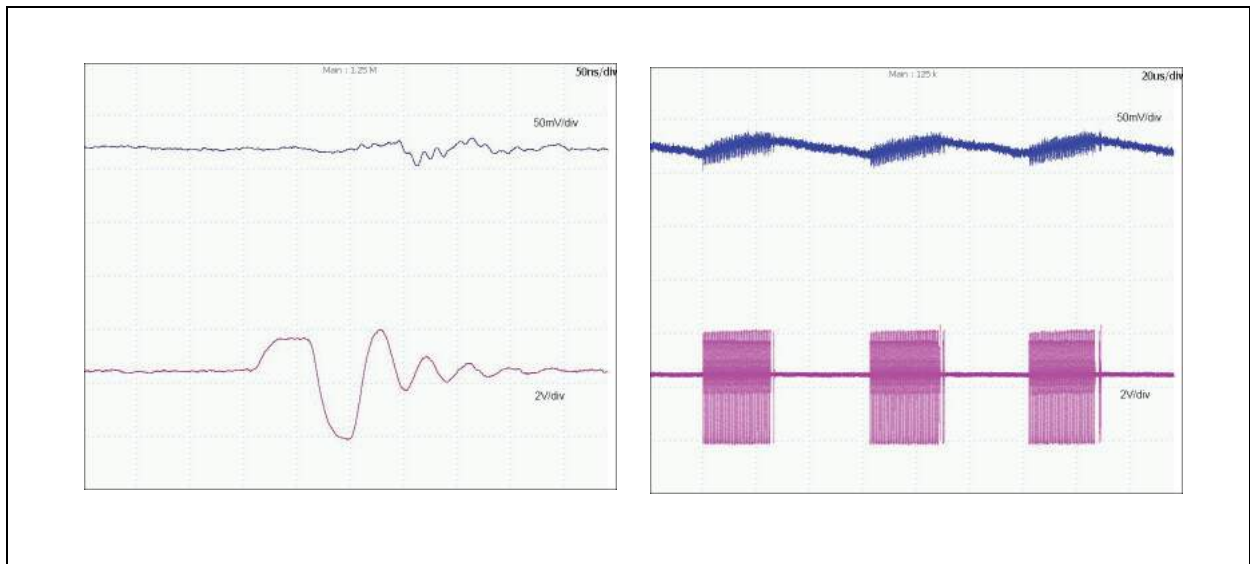 Main : 1.25 M
50ns/div
50mV/div
2V/div
Main : 125 k
20us/div
50mV/div
2V/div